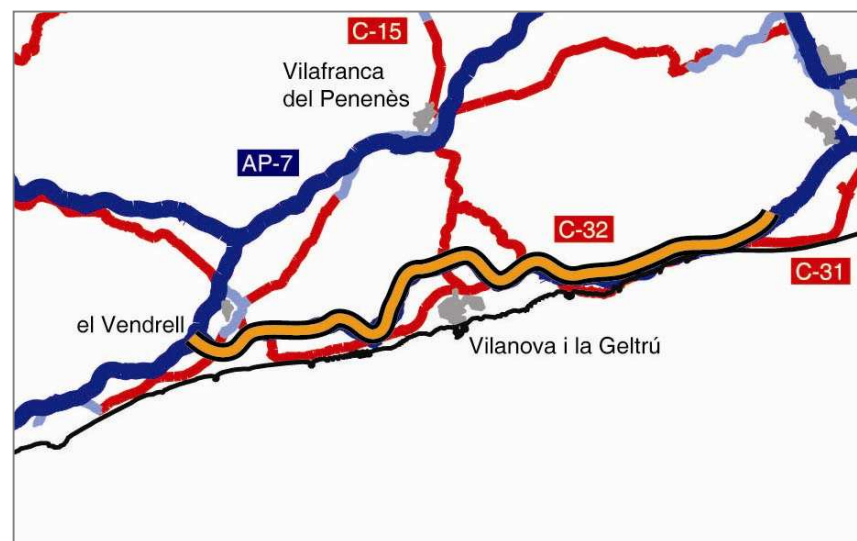 C-15
Vilafranca
del Penenès
AP-7
C-32
C-31
el Vendrell
Vilanova i la Geltrú